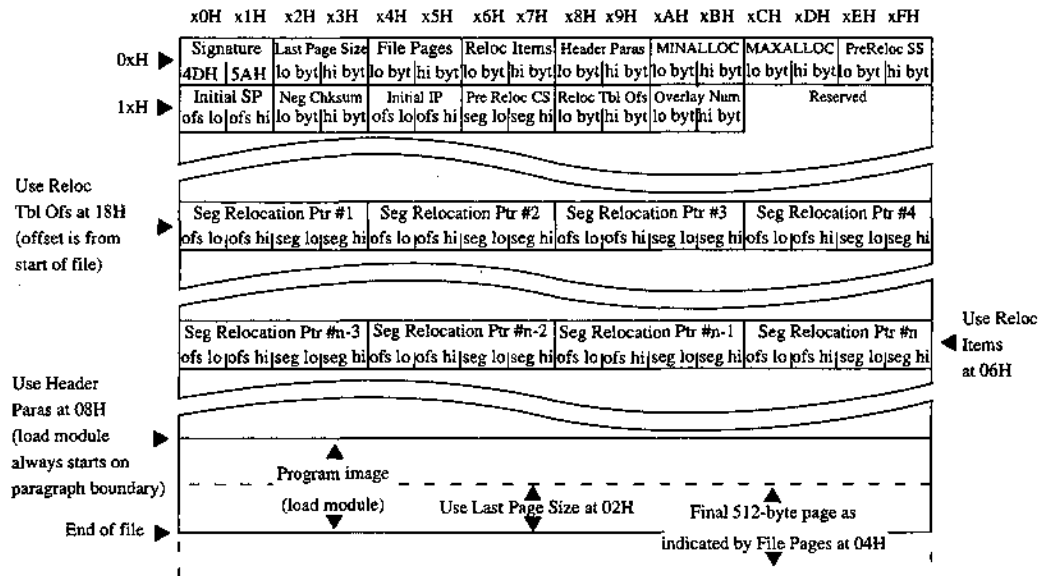 x0H x1H x2H x3H x4H x5H x6H x7H x8H x9H xAH xBH xCH xDH xEH xFH
0xH
Signature Last Page Size File Pages Reloc Items Header Paras MINALLOC MAXALLOC PreReloc SS
4DH 5AH lo byt hi byt lo byt hi byt lo byt hi byt lo byt hi byt lo byt hi byt lo byt hi byt lo byt hi byt
1xH
Initial SP Neg Chksum Initial IP Pre Reloc CS Reloc Tbl Ofs Overlay Num Reserved
ofs lo ofs hi lo byt hi byt ofs lo ofs hi seg lo seg hi lo byt hi byt lo byt hi byt
Use Reloc
Tbl Ofs at 18H
(offset is from
start of file)
Seg Relocation Ptr #1 Seg Relocation Ptr #2 Seg Relocation Ptr #3 Seg Relocation Ptr #4
ofs lo ofs hi seg lo seg hi ofs lo ofs hi seg lo seg hi ofs lo ofs hi seg lo seg hi ofs lo ofs hi seg lo seg hi
Seg Relocation Ptr #n-3 Seg Relocation Ptr #n-2 Seg Relocation Ptr #n-1 Seg Relocation Ptr #n
ofs lo ofs hi seg lo seg hi ofs lo ofs hi seg lo seg hi ofs lo ofs hi seg lo seg hi ofs lo ofs hi seg lo seg hi
Use Reloc
Items
at 06H
Use Header
Paras at 08H
(load module
always starts on
paragraph boundary)
Program image
(load module)
Use Last Page Size at 02H
Final 512-byte page as
indicated by File Pages at 04H
End of file